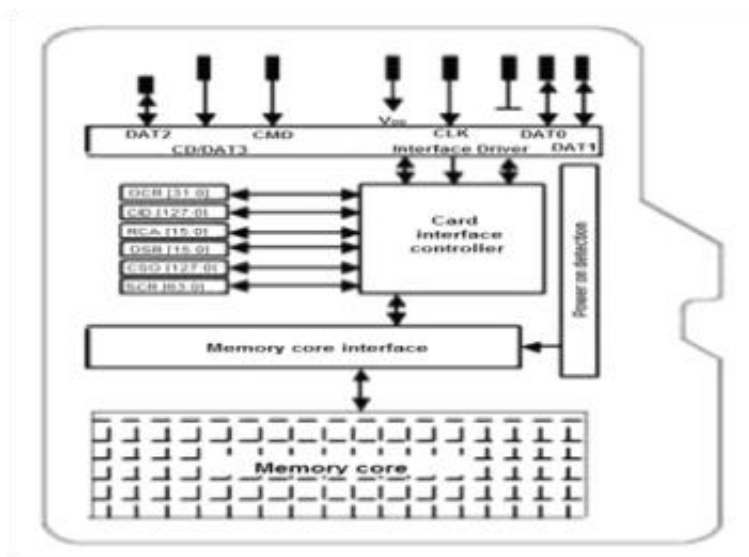 VDD
DAT2 CMD CLK DAT0
CD/DAT3 Interface Driver DAT1
OCR [31:0]
CID [127:0]
RCA [15:0]
DSR [15:0]
CSD [127:0]
SCR [63:0]
Card
interface
controller
Power on detection
Memory core interface
Memory core